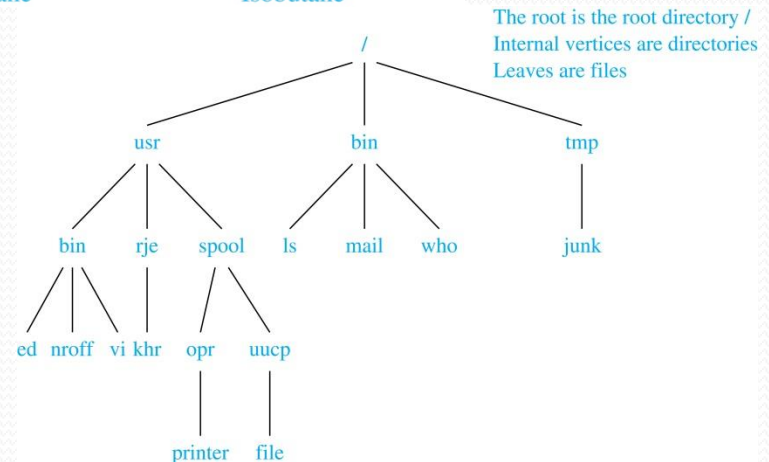 The root is the root directory /
Internal vertices are directories
Leaves are files
/
usr bin tmp
bin rje spool ls mail who junk
ed nroff vi khr opr uucp
printer file